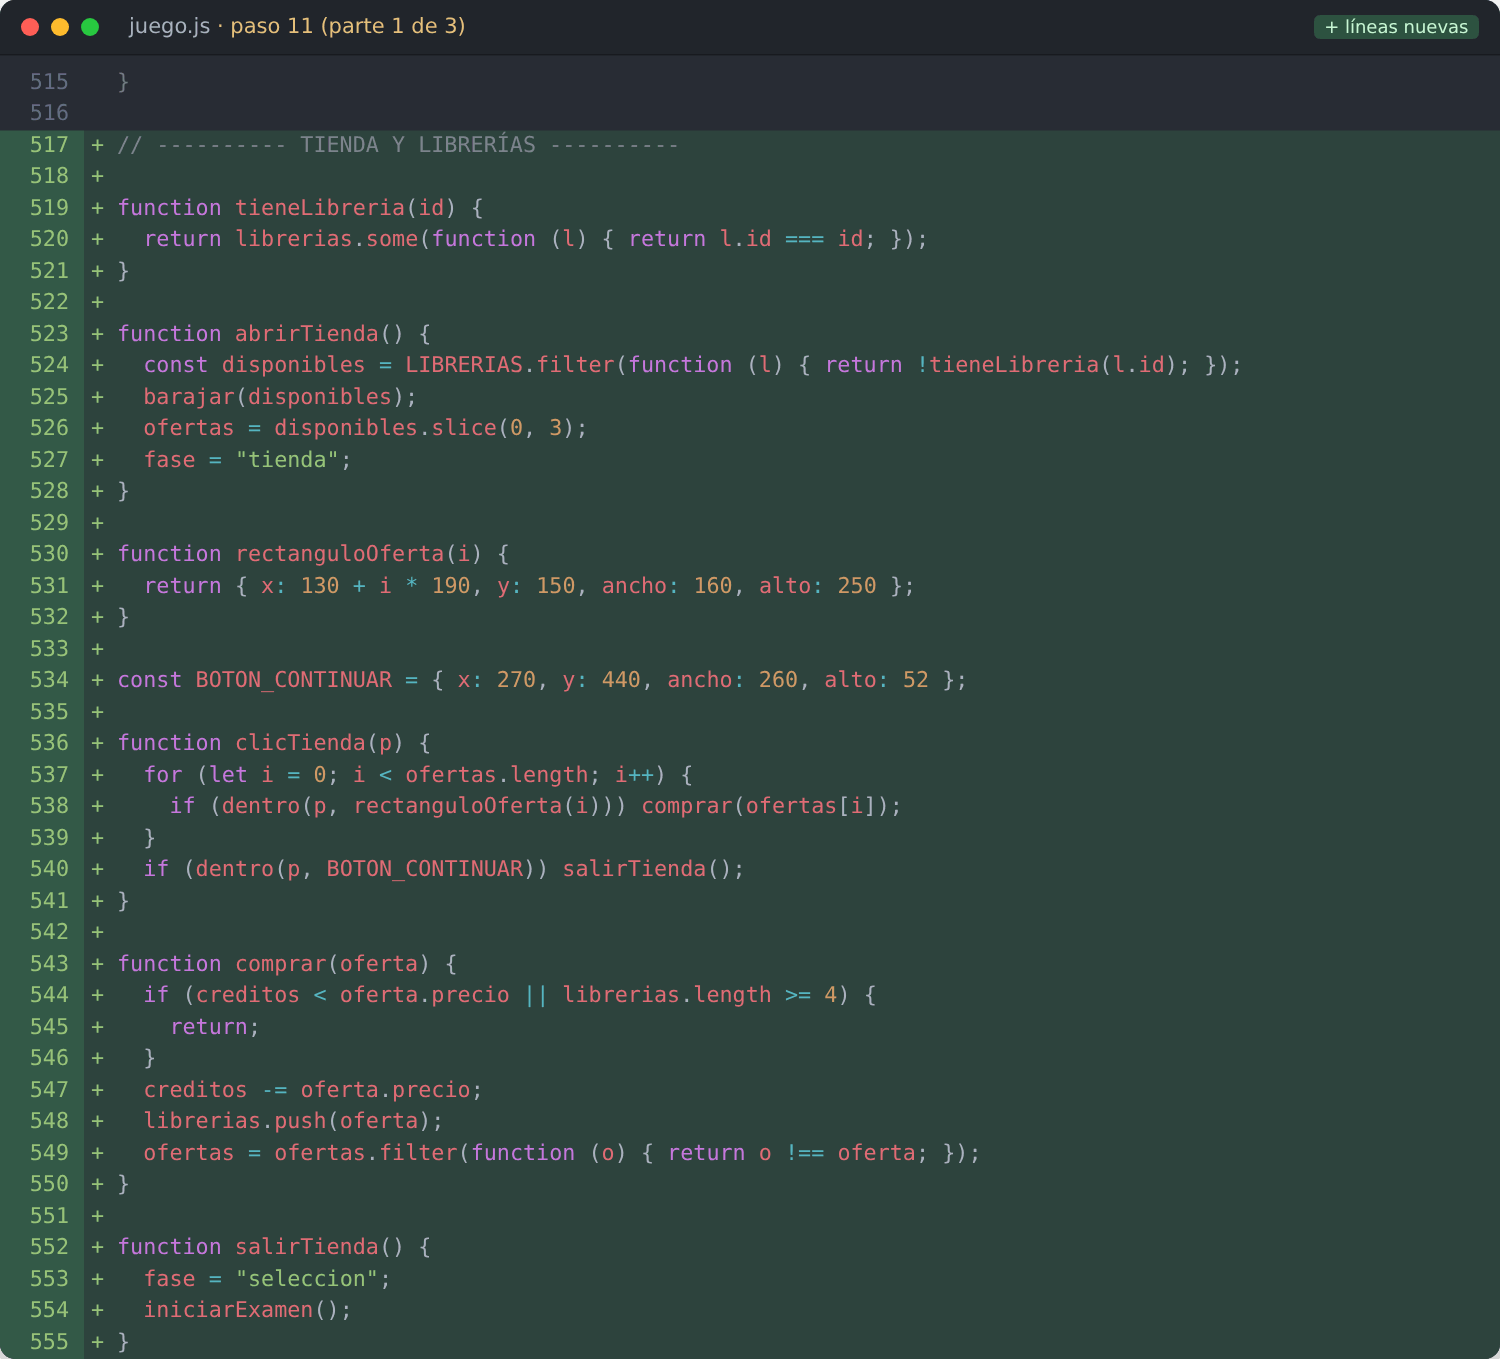 juego.js · paso 11 (parte 1 de 3)
+ líneas nuevas
515 }
516
517 + // ---------- TIENDA Y LIBRERÍAS ----------
518 +
519 + function tieneLibreria(id) {
520 +   return librerias.some(function (l) { return l.id === id; });
521 + }
522 +
523 + function abrirTienda() {
524 +   const disponibles = LIBRERIAS.filter(function (l) { return !tieneLibreria(l.id); });
525 +   barajar(disponibles);
526 +   ofertas = disponibles.slice(0, 3);
527 +   fase = "tienda";
528 + }
529 +
530 + function rectanguloOferta(i) {
531 +   return { x: 130 + i * 190, y: 150, ancho: 160, alto: 250 };
532 + }
533 +
534 + const BOTON_CONTINUAR = { x: 270, y: 440, ancho: 260, alto: 52 };
535 +
536 + function clicTienda(p) {
537 +   for (let i = 0; i < ofertas.length; i++) {
538 +     if (dentro(p, rectanguloOferta(i))) comprar(ofertas[i]);
539 +   }
540 +   if (dentro(p, BOTON_CONTINUAR)) salirTienda();
541 + }
542 +
543 + function comprar(oferta) {
544 +   if (creditos < oferta.precio || librerias.length >= 4) {
545 +     return;
546 +   }
547 +   creditos -= oferta.precio;
548 +   librerias.push(oferta);
549 +   ofertas = ofertas.filter(function (o) { return o !== oferta; });
550 + }
551 +
552 + function salirTienda() {
553 +   fase = "seleccion";
554 +   iniciarExamen();
555 + }